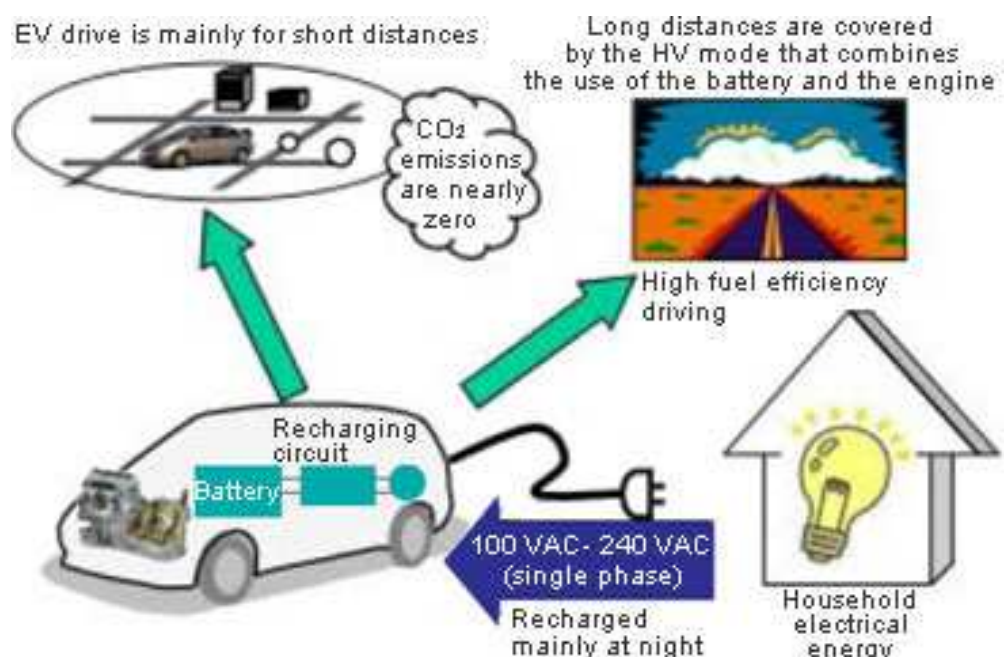 EV drive is mainly for short distances
Long distances are covered
by the HV mode that combines
the use of the battery and the engine
CO₂
emissions
are nearly
zero
High fuel efficiency
driving
Recharging
circuit
Battery
100 VAC- 240 VAC
(single phase)
Recharged
mainly at night
Household
electrical
energy